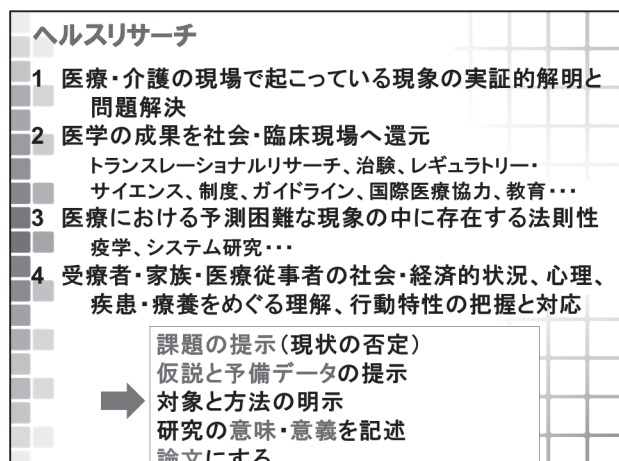 ヘルスリサーチ
1 医療・介護の現場で起こっている現象の実証的解明と
問題解決
2 医学の成果を社会・臨床現場へ還元
トランスレーショナルリサーチ、治験、レギュラトリー・
サイエンス、制度、ガイドライン、国際医療協力、教育・・・
3 医療における予測困難な現象の中に存在する法則性
疫学、システム研究・・・
4 受療者・家族・医療従事者の社会・経済的状況、心理、
疾患・療養をめぐる理解、行動特性の把握と対応
課題の提示(現状の否定)
仮説と予備データの提示
対象と方法の明示
研究の意味・意義を記述
論文にする